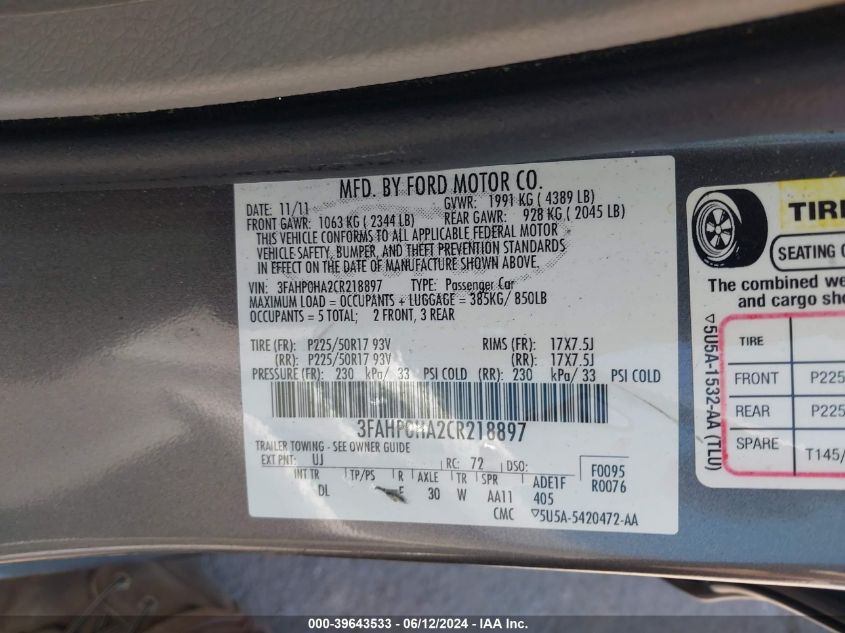 MFD. BY FORD MOTOR CO.
DATE: 11/11 GVWR: 1991 KG ( 4389 LB)
FRONT GAWR: 1063 KG ( 2344 LB) REAR GAWR: 928 KG ( 2045 LB)
THIS VEHICLE CONFORMS TO ALL APPLICABLE FEDERAL MOTOR
VEHICLE SAFETY, BUMPER, AND THEFT PREVENTION STANDARDS
IN EFFECT ON THE DATE OF MANUFACTURE SHOWN ABOVE.
VIN: 3FAHP0HA2CR218897 TYPE: Passenger Car
MAXIMUM LOAD = OCCUPANTS + LUGGAGE = 385KG/ 850LB
OCCUPANTS = 5 TOTAL; 2 FRONT, 3 REAR
TIRE (FR): P225/50R17 93V RIMS (FR): 17X7.5J
(RR): P225/50R17 93V (RR): 17X7.5J
PRESSURE (FR): 230 kPa/ 33 PSI COLD (RR): 230 kPa/ 33 PSI COLD
3FAHP0HA2CR218897
TRAILER TOWING - SEE OWNER GUIDE
EXT PNT: UJ RC: 72 DSO: F0095
R0076
INT TR TP/PS R AXLE TR SPR ADE1F
DL 30 W AA11 405
CMC ▽5U5A-5420472-AA
TIRE
SEATING
The combined
and cargo
▽5U5A-1532-AA (TLU)
TIRE
FRONT P225
REAR P225
SPARE T145/
000-39643533 - 06/12/2024 - IAA Inc.